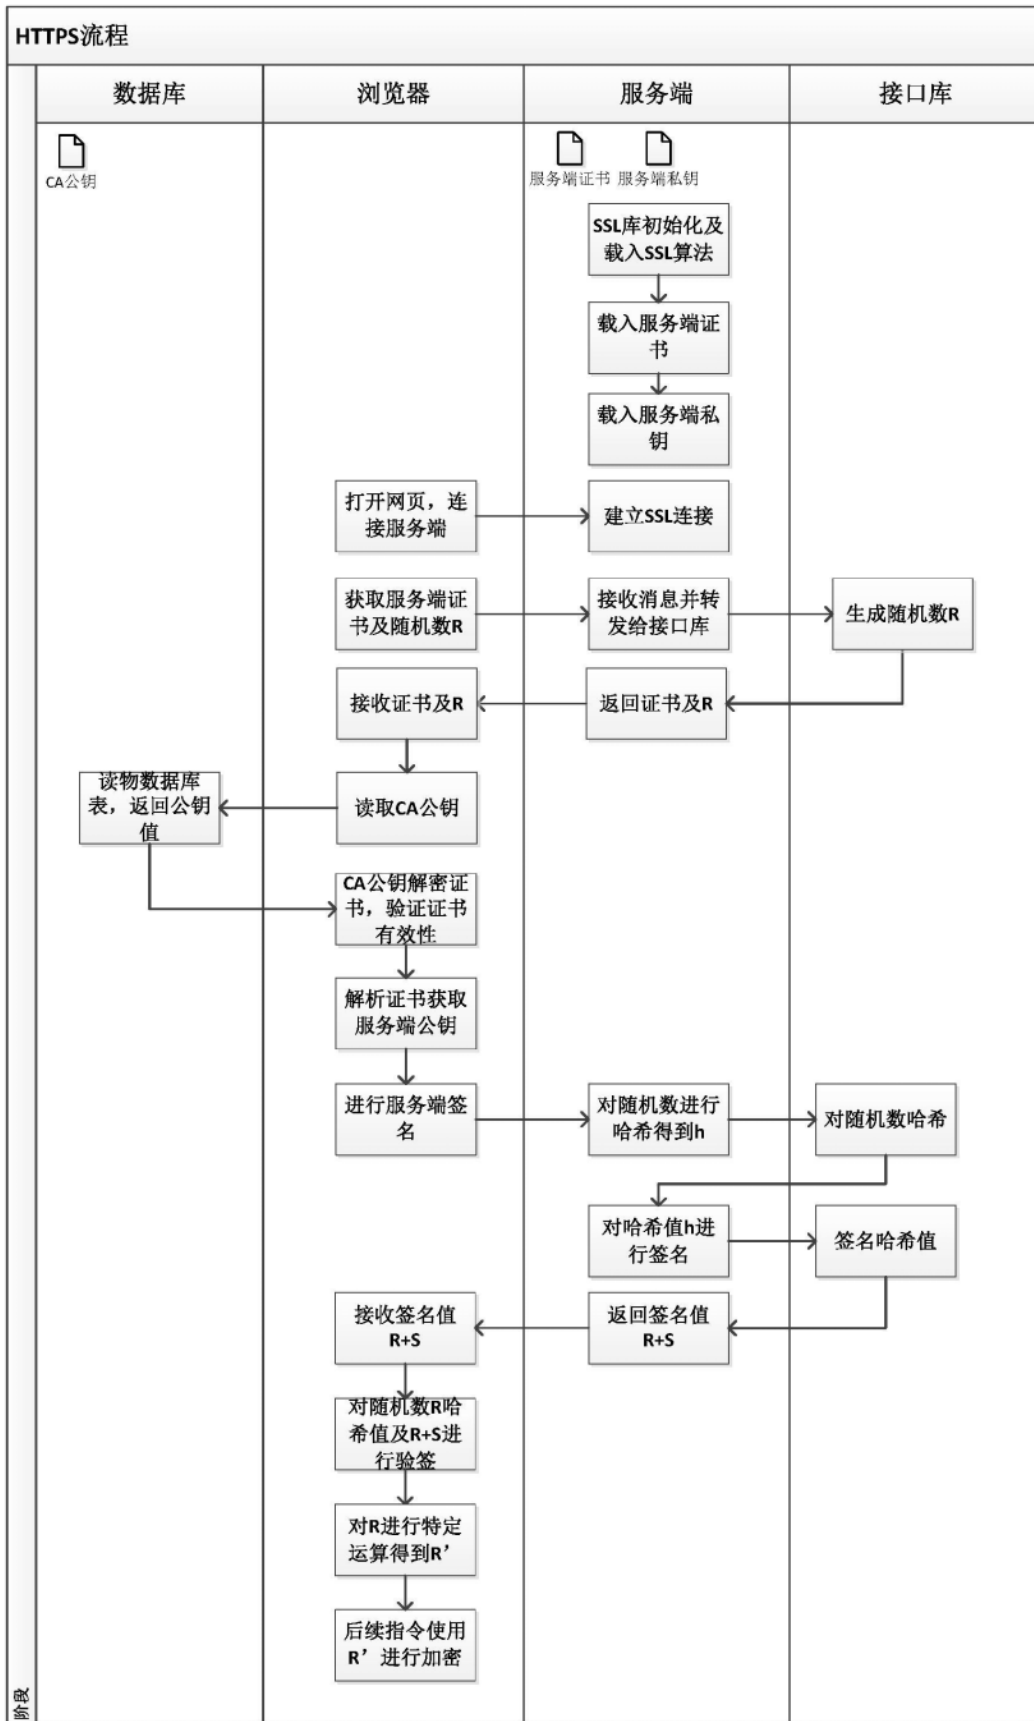 HTTPS流程
数据库
浏览器
服务端
接口库
CA公钥
服务端证书
服务端私钥
SSL库初始化及
载入SSL算法
载入服务端证
书
载入服务端私
钥
打开网页，连
接服务端
建立SSL连接
获取服务端证
书及随机数R
接收消息并转
发给接口库
生成随机数R
接收证书及R
返回证书及R
读物数据库
表，返回公钥
值
读取CA公钥
CA公钥解密证
书，验证证书
有效性
解析证书获取
服务端公钥
进行服务端签
名
对随机数进行
哈希得到h
对随机数哈希
对哈希值h进
行签名
签名哈希值
接收签名值
R+S
返回签名值
R+S
对随机数R哈
希值及R+S进
行验签
对R进行特定
运算得到R’
后续指令使用
R’进行加密
阶段